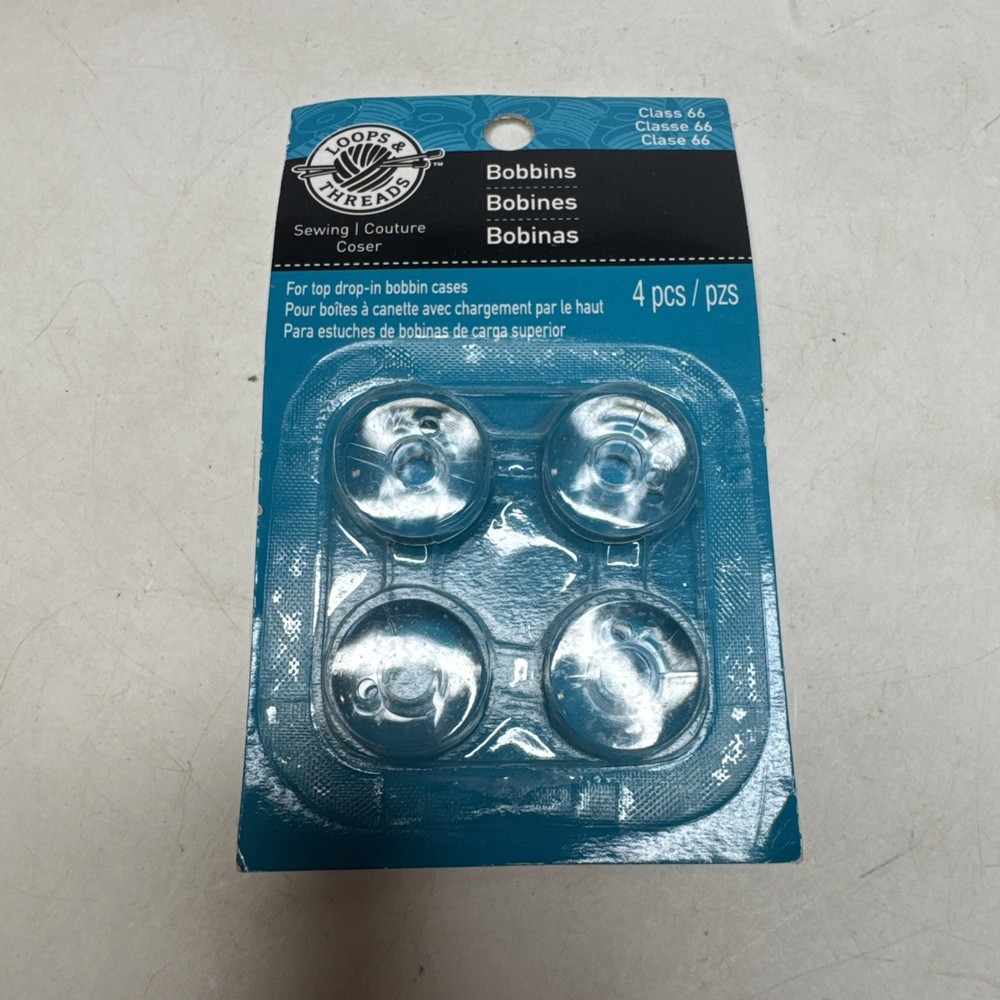 Class 66
Classe 66
Clase 66
LOOPS &
THREADS
™
Sewing | Couture
Coser
Bobbins
Bobines
Bobinas
For top drop-in bobbin cases
Pour boîtes à canette avec chargement par le haut
Para estuches de bobinas de carga superior
4 pcs / pzs